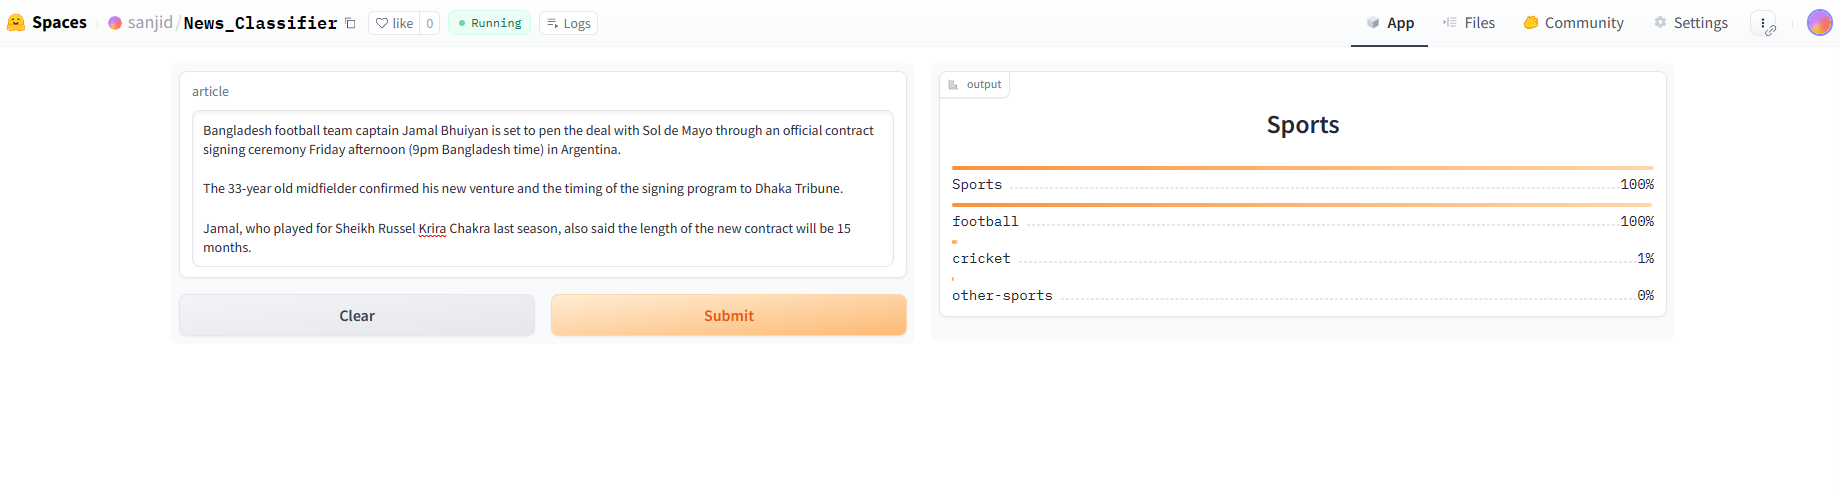 Spaces
sanjid/News_Classifier
like
0
Running
Logs
App
Files
Community
Settings
article
Bangladesh football team captain Jamal Bhuiyan is set to pen the deal with Sol de Mayo through an official contract
signing ceremony Friday afternoon (9pm Bangladesh time) in Argentina.
The 33-year old midfielder confirmed his new venture and the timing of the signing program to Dhaka Tribune.
Jamal, who played for Sheikh Russel Krira Chakra last season, also said the length of the new contract will be 15
months.
Clear
Submit
output
Sports
Sports 100%
football 100%
cricket 1%
other-sports 0%